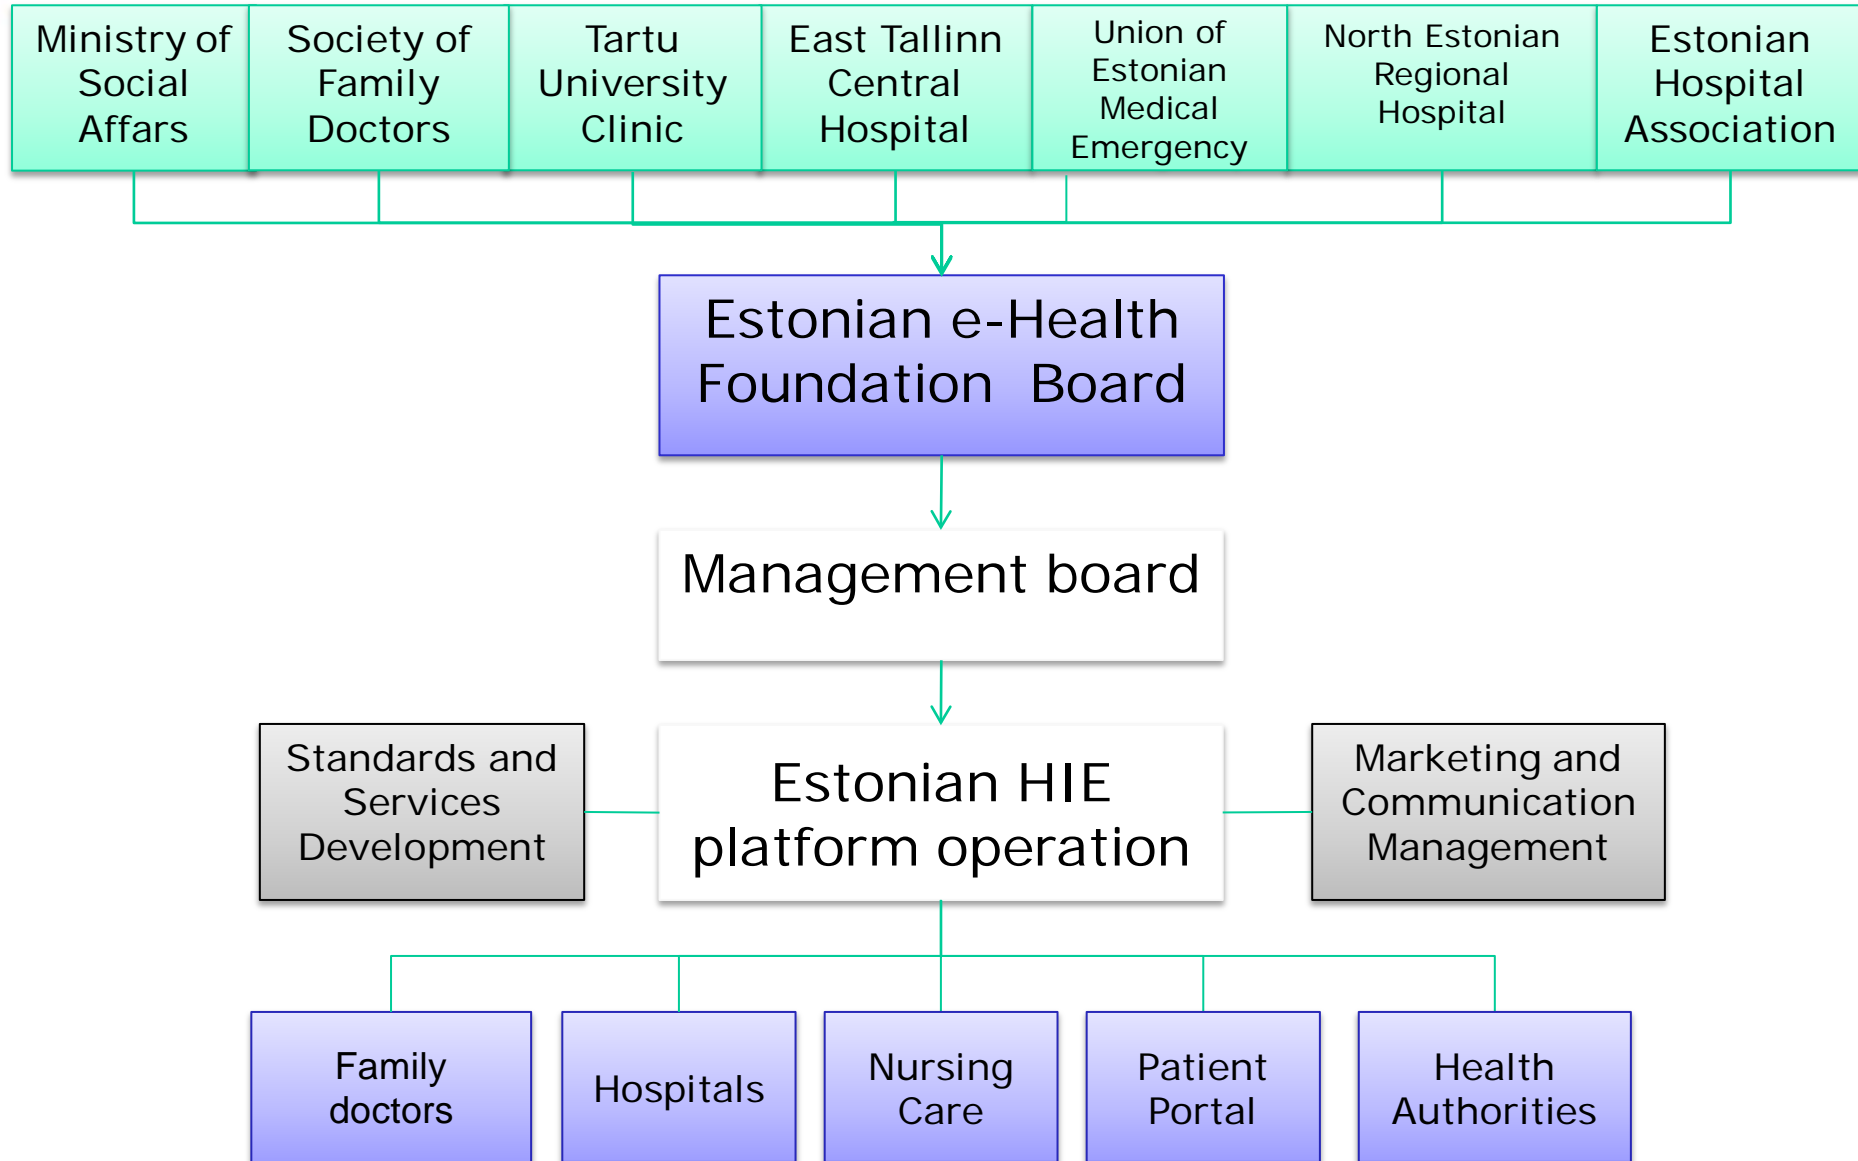 Ministry of
Social
Affars
Society of
Family
Doctors
Tartu
University
Clinic
East Tallinn
Central
Hospital
Union of
Estonian
Medical
Emergency
North Estonian
Regional
Hospital
Estonian
Hospital
Association
Estonian e-Health
Foundation Board
Management board
Standards and
Services
Development
Estonian HIE
platform operation
Marketing and
Communication
Management
Family
doctors
Hospitals
Nursing
Care
Patient
Portal
Health
Authorities